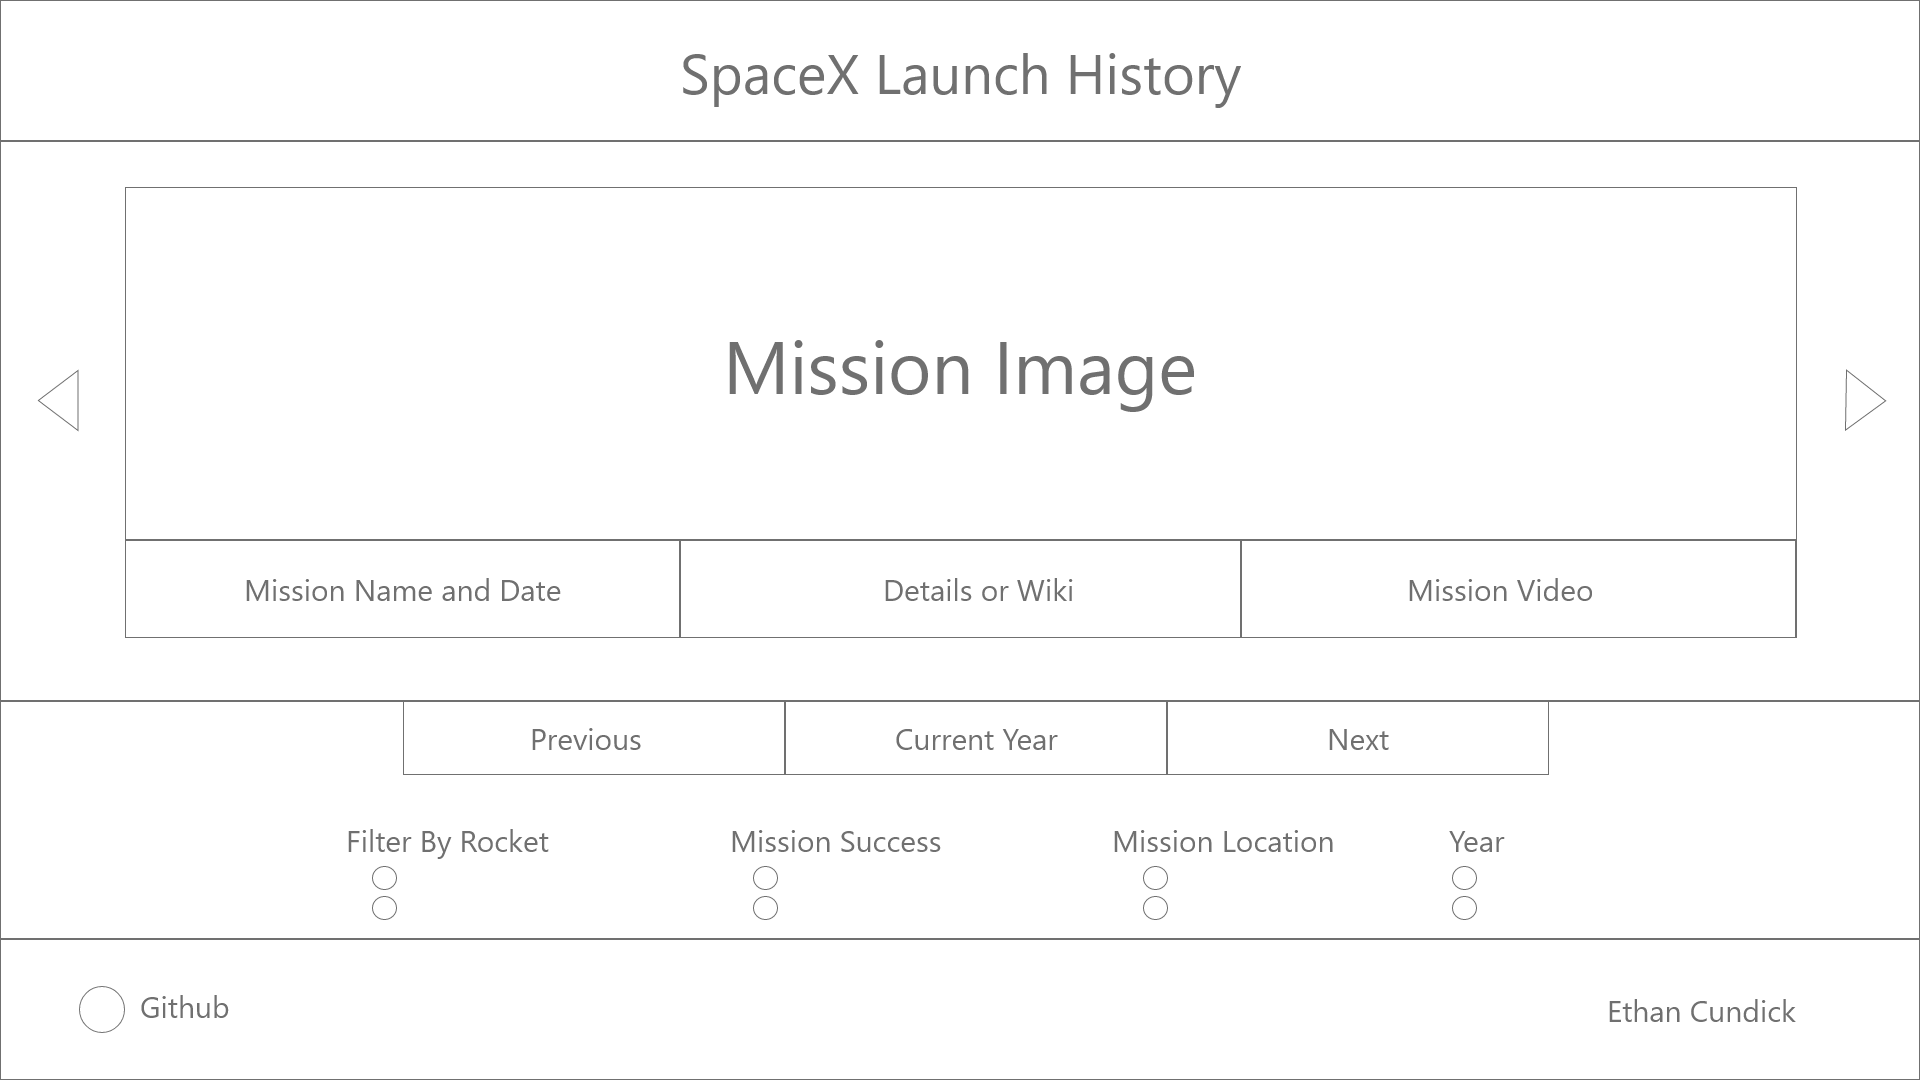 SpaceX Launch History
Mission Image
Mission Name and Date
Details or Wiki
Mission Video
Previous
Current Year
Next
Filter By Rocket
Mission Success
Mission Location
Year
Github
Ethan Cundick